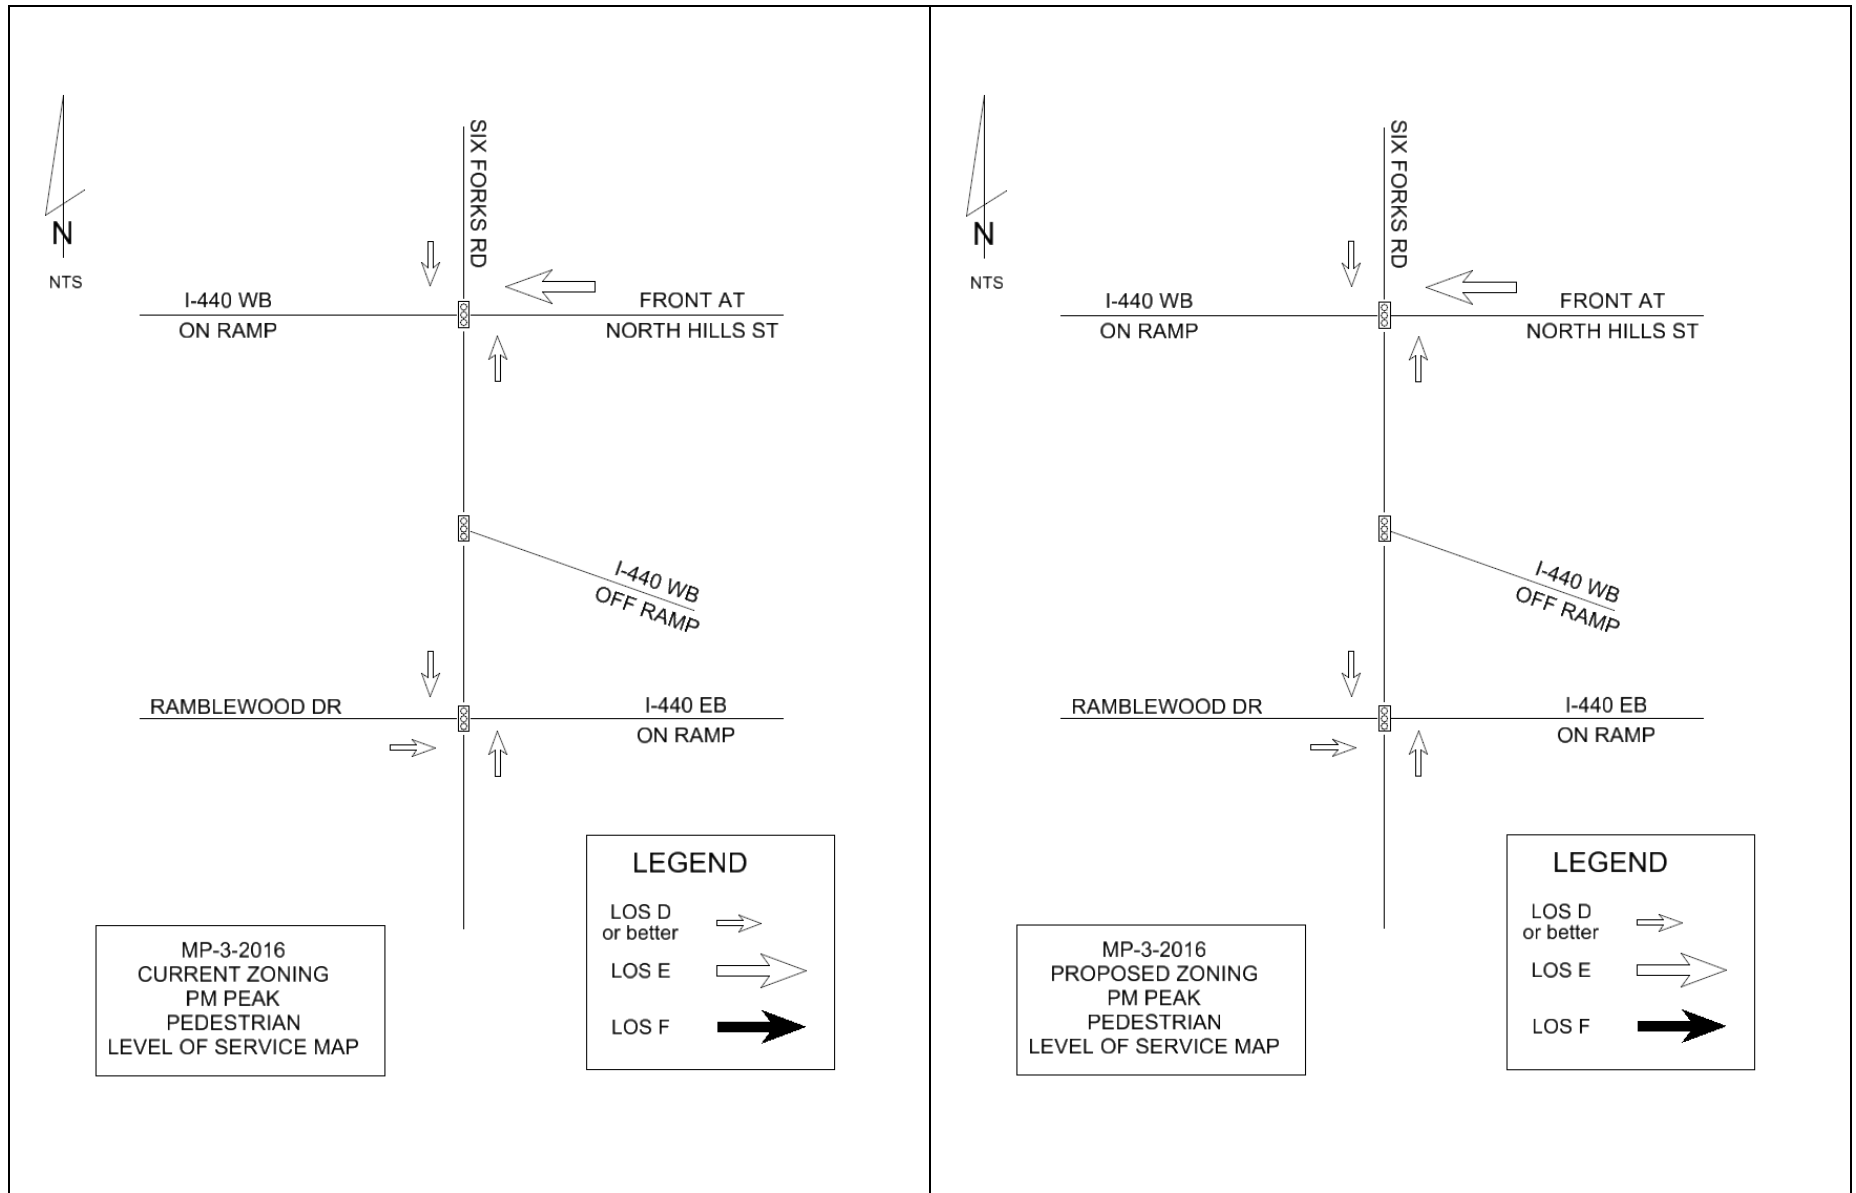 SIX FORKS RD
N
NTS
I-440 WB
ON RAMP
FRONT AT
NORTH HILLS ST
I-440 WB
OFF RAMP
RAMBLEWOOD DR
I-440 EB
ON RAMP
LEGEND
LOS D
or better
LOS E
LOS F
MP-3-2016
CURRENT ZONING
PM PEAK
PEDESTRIAN
LEVEL OF SERVICE MAP
SIX FORKS RD
N
NTS
I-440 WB
ON RAMP
FRONT AT
NORTH HILLS ST
I-440 WB
OFF RAMP
RAMBLEWOOD DR
I-440 EB
ON RAMP
LEGEND
LOS D
or better
LOS E
LOS F
MP-3-2016
PROPOSED ZONING
PM PEAK
PEDESTRIAN
LEVEL OF SERVICE MAP